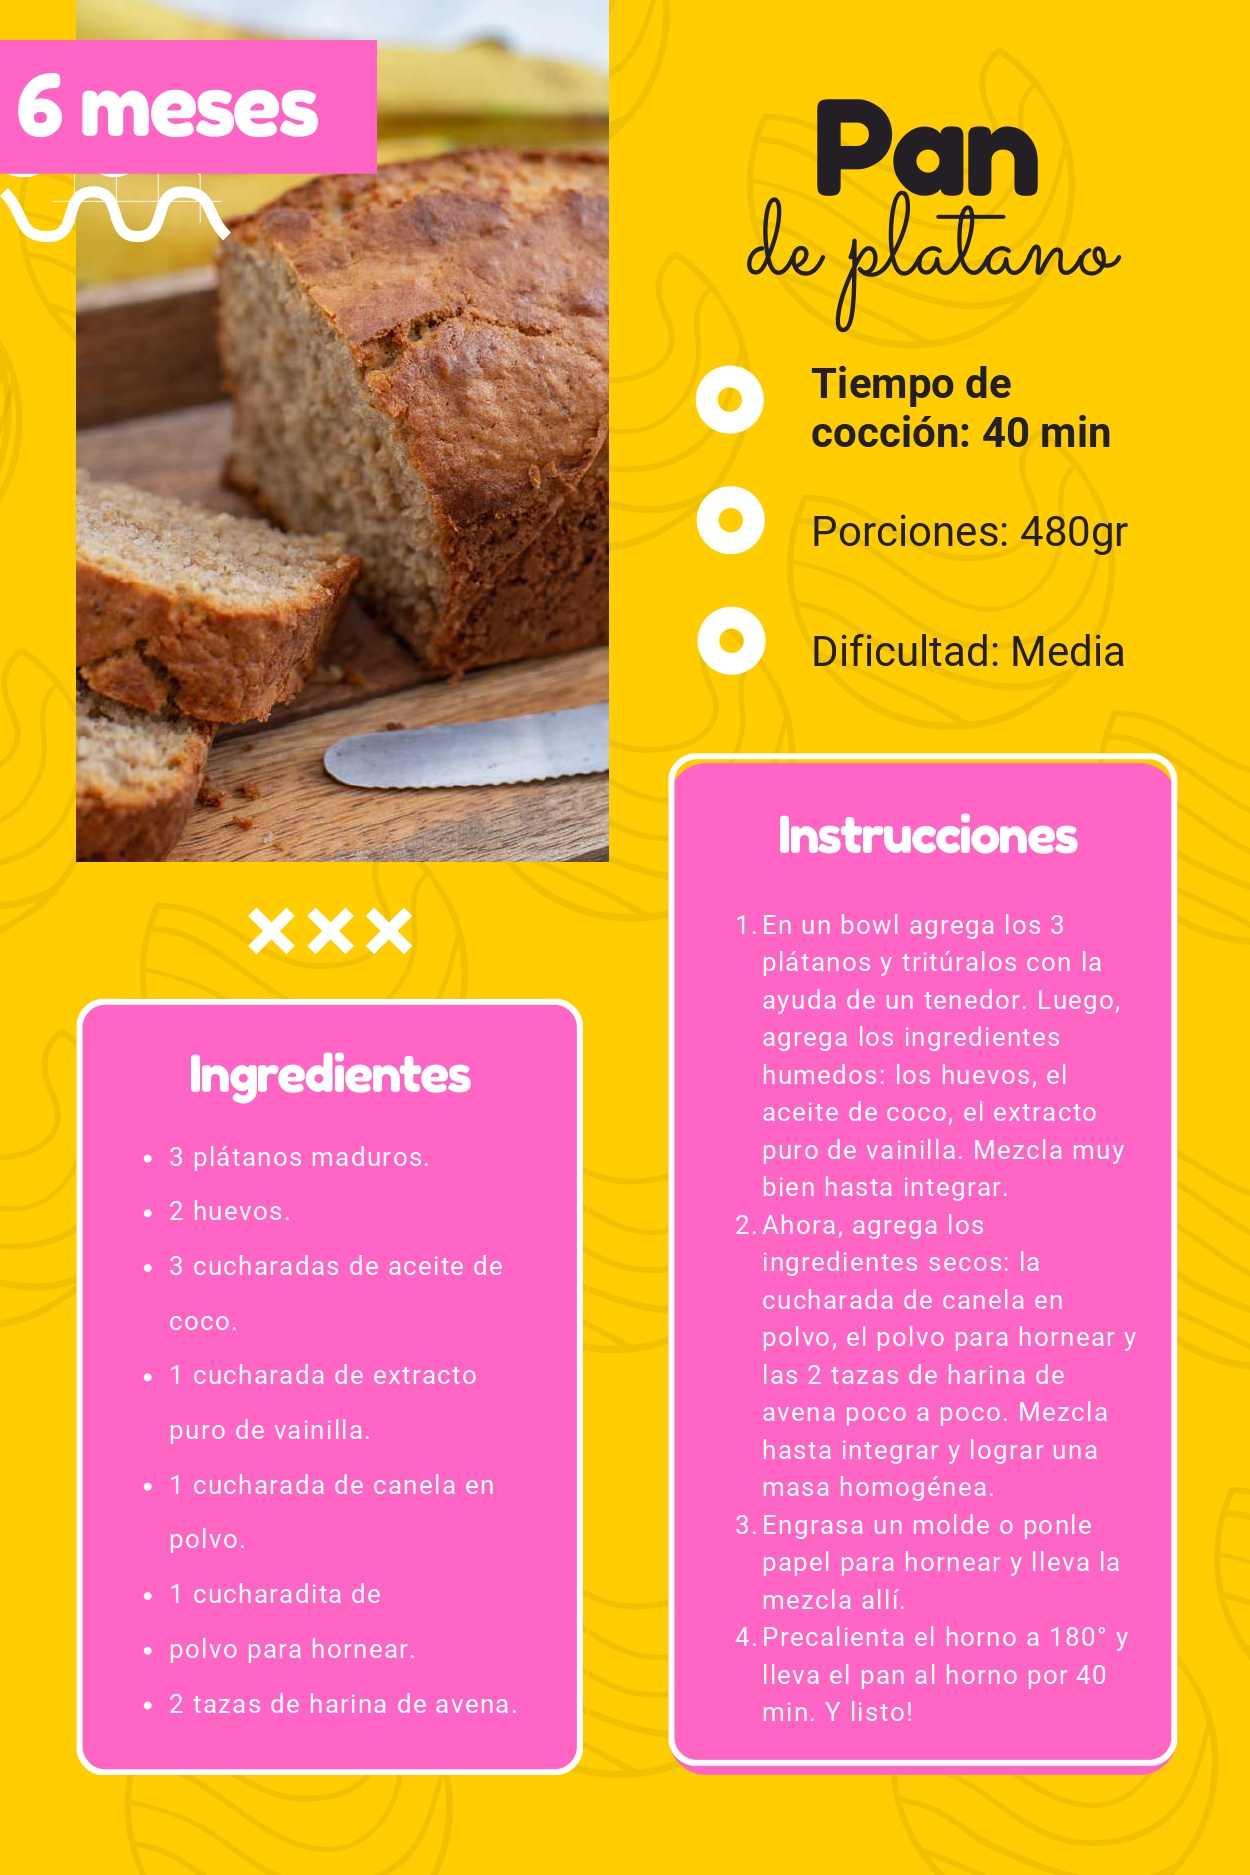 6 meses
Pan
de platano
Tiempo de
cocción: 40 min
Porciones: 480gr
Dificultad: Media
Ingredientes
• 3 plátanos maduros.
• 2 huevos.
• 3 cucharadas de aceite de
coco.
• 1 cucharada de extracto
puro de vainilla.
• 1 cucharada de canela en
polvo.
• 1 cucharadita de
• polvo para hornear.
• 2 tazas de harina de avena.
Instrucciones
1. En un bowl agrega los 3
plátanos y tritúralos con la
ayuda de un tenedor. Luego,
agrega los ingredientes
humedos: los huevos, el
aceite de coco, el extracto
puro de vainilla. Mezcla muy
bien hasta integrar.
2. Ahora, agrega los
ingredientes secos: la
cucharada de canela en
polvo, el polvo para hornear y
las 2 tazas de harina de
avena poco a poco. Mezcla
hasta integrar y lograr una
masa homogénea.
3. Engrasa un molde o ponle
papel para hornear y lleva la
mezcla allí.
4. Precalienta el horno a 180° y
lleva el pan al horno por 40
min. Y listo!